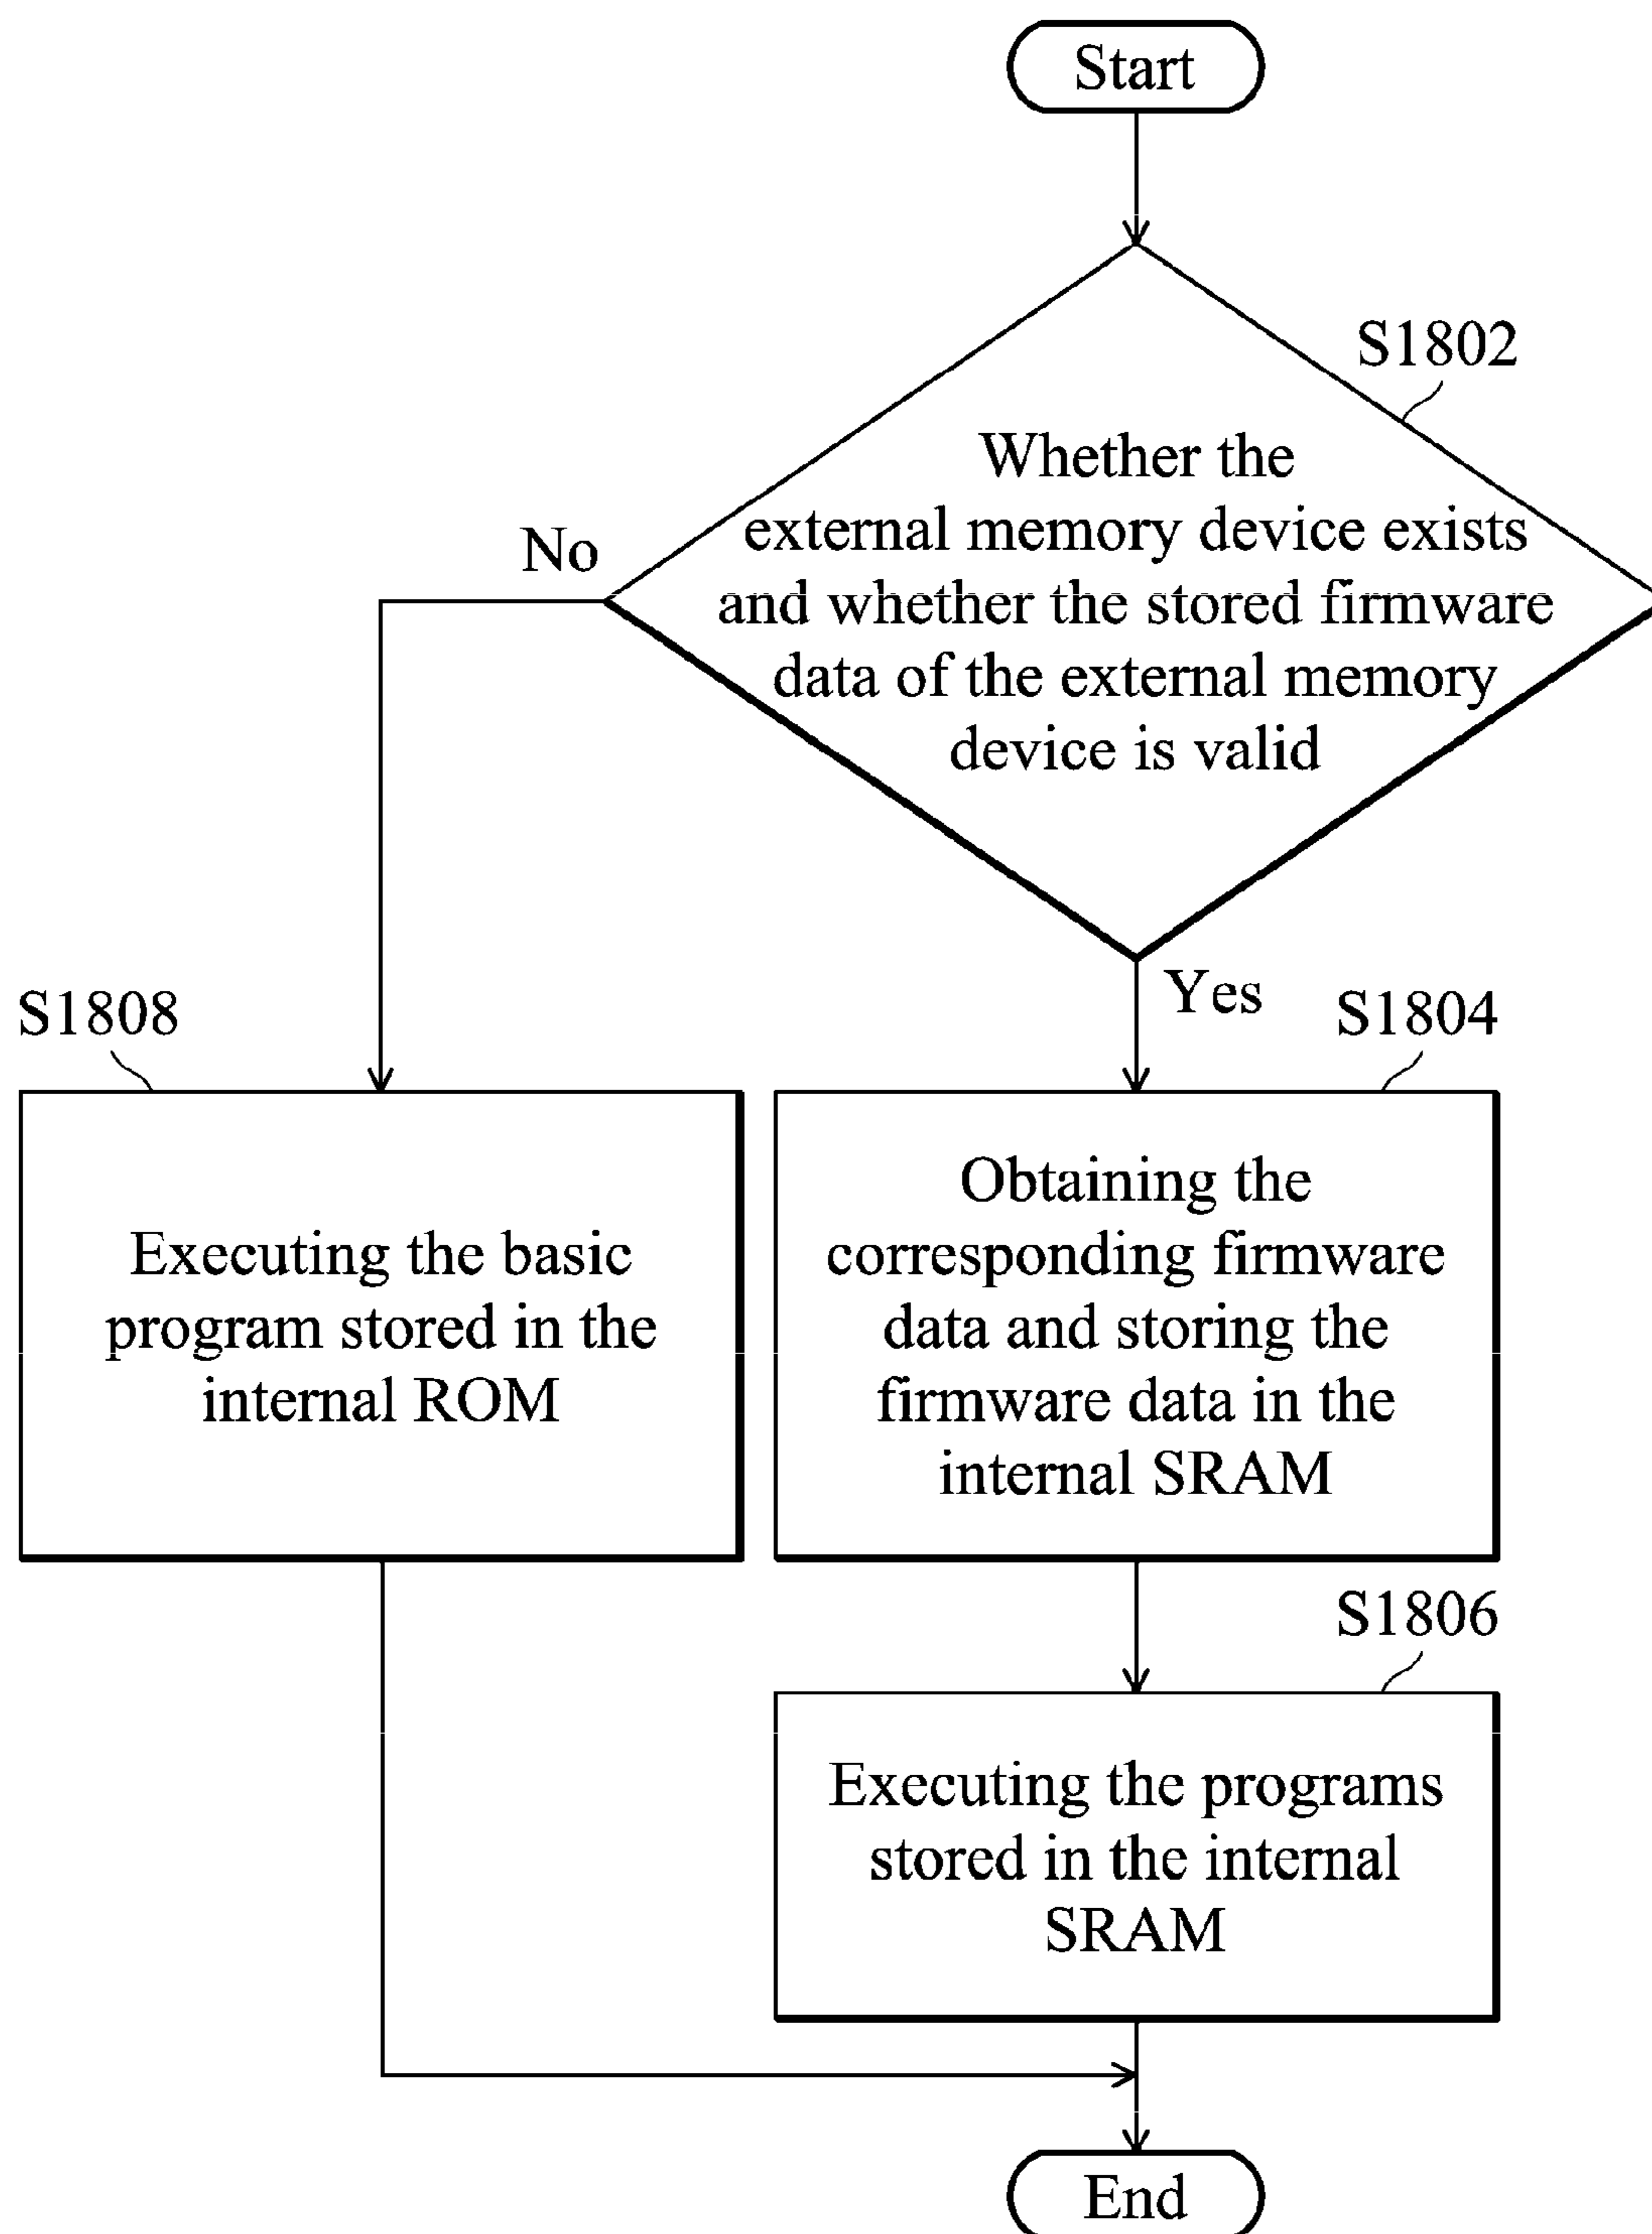 Start
S1802
Whether the
external memory device exists
and whether the stored firmware
data of the external memory
device is valid
No
Yes
S1808
S1804
Executing the basic
program stored in the
internal ROM
Obtaining the
corresponding firmware
data and storing the
firmware data in the
internal SRAM
S1806
Executing the programs
stored in the internal
SRAM
End